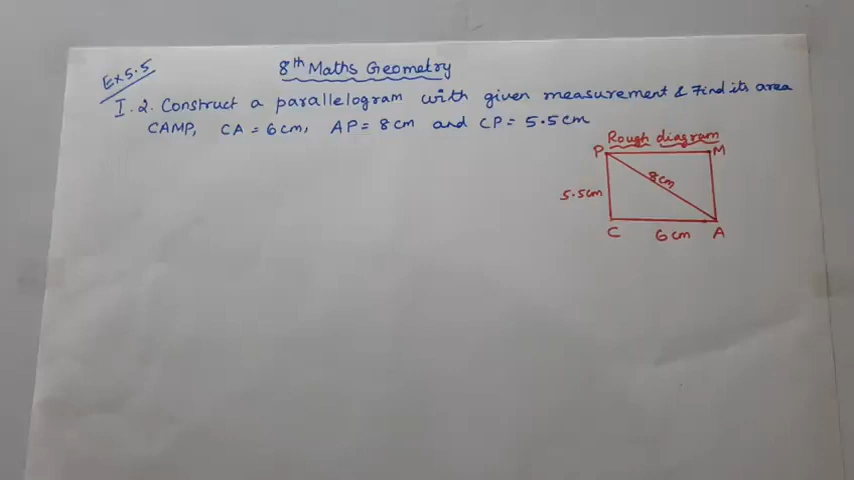 Ex 5.5
8th Maths Geometry
I. 2. Construct a parallelogram with given measurement & Find its area
CAMP, CA = 6cm, AP = 8cm and CP = 5.5cm
Rough diagram
P M
8cm
5.5cm
C 6cm A